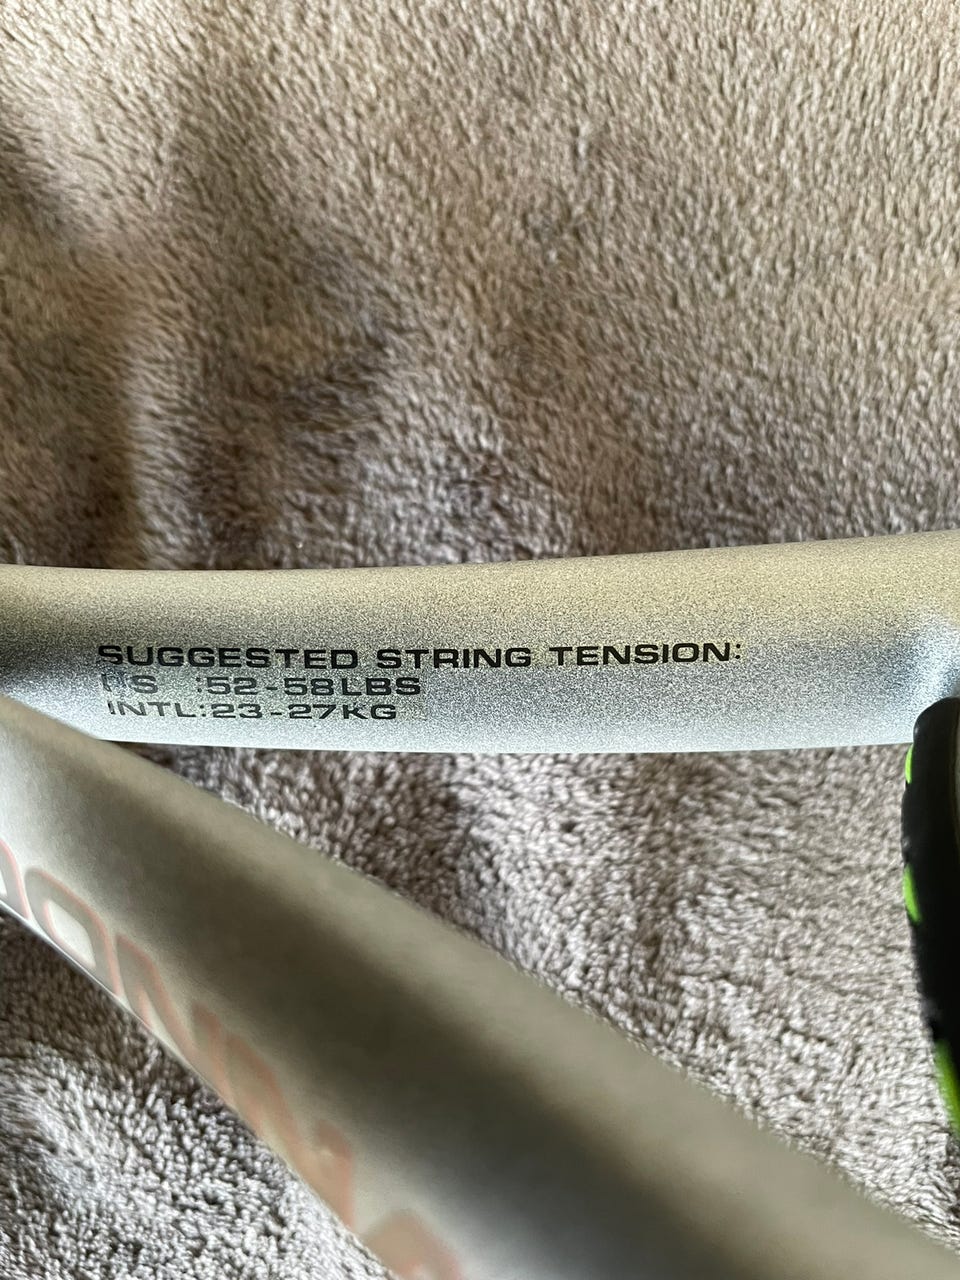 SUGGESTED STRING TENSION:
US :52-58LBS
INTL:23-27KG